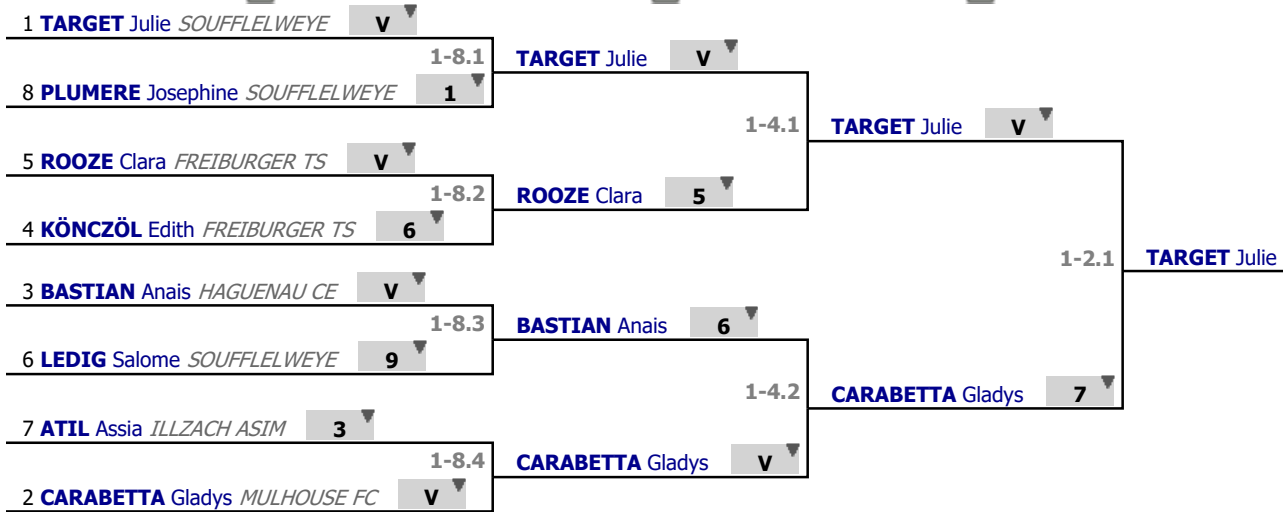 1 TARGET Julie SOUFFLELWEYE V
1-8.1
TARGET Julie V
8 PLUMERE Josephine SOUFFLELWEYE 1
1-4.1
TARGET Julie V
5 ROOZE Clara FREIBURGER TS V
1-8.2
ROOZE Clara 5
4 KÖNCZÖL Edith FREIBURGER TS 6
1-2.1
TARGET Julie
3 BASTIAN Anais HAGUENAU CE V
1-8.3
BASTIAN Anais 6
6 LEDIG Salome SOUFFLELWEYE 9
1-4.2
CARABETTA Gladys 7
7 ATIL Assia ILLZACH ASIM 3
1-8.4
CARABETTA Gladys V
2 CARABETTA Gladys MULHOUSE FC V